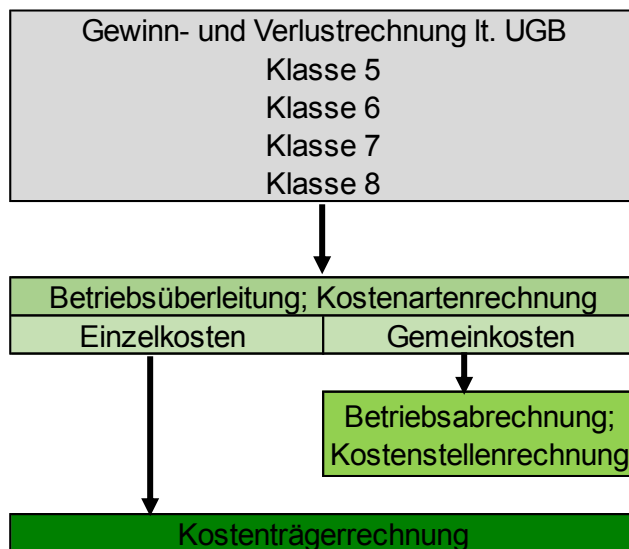 Gewinn- und Verlustrechnung lt. UGB
Klasse 5
Klasse 6
Klasse 7
Klasse 8
Betriebsüberleitung; Kostenartenrechnung
Einzelkosten
Gemeinkosten
Betriebsabrechnung;
Kostenstellenrechnung
Kostenträgerrechnung